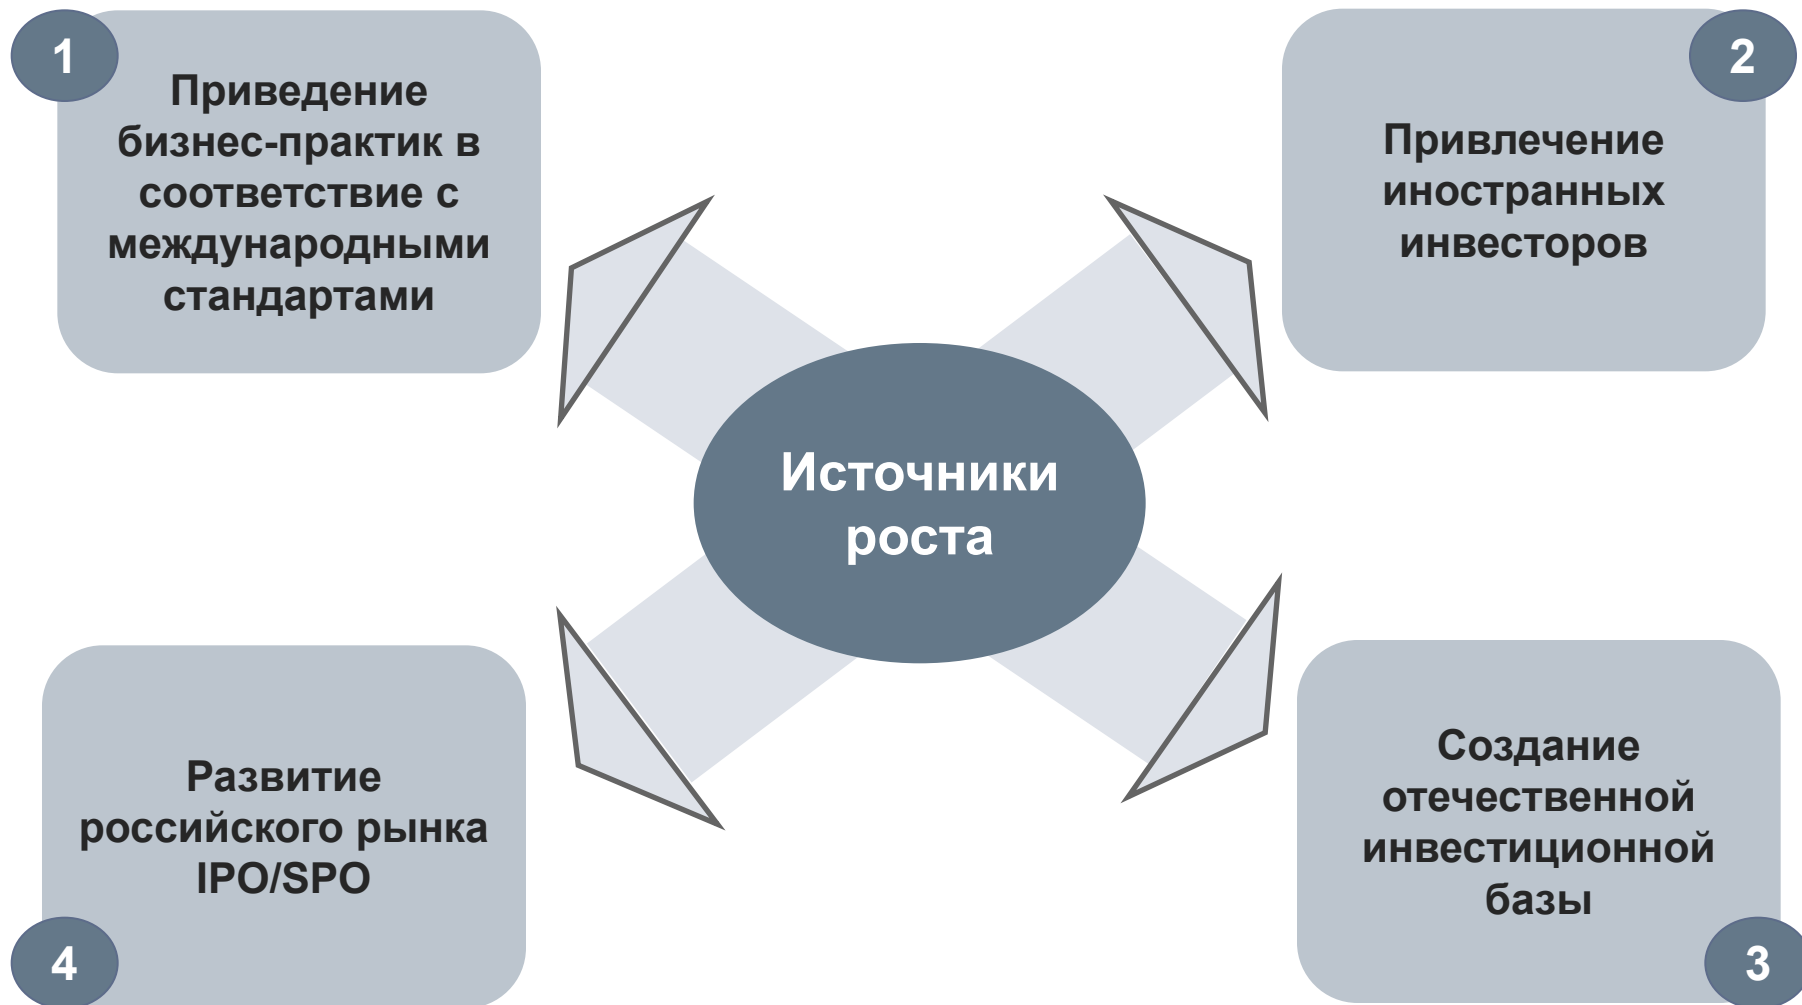 1
Приведение
бизнес-практик в
соответствие с
международными
стандартами
2
Привлечение
иностранных
инвесторов
Источники
роста
Создание
отечественной
инвестиционной
базы
3
Развитие
российского рынка
IPO/SPO
4